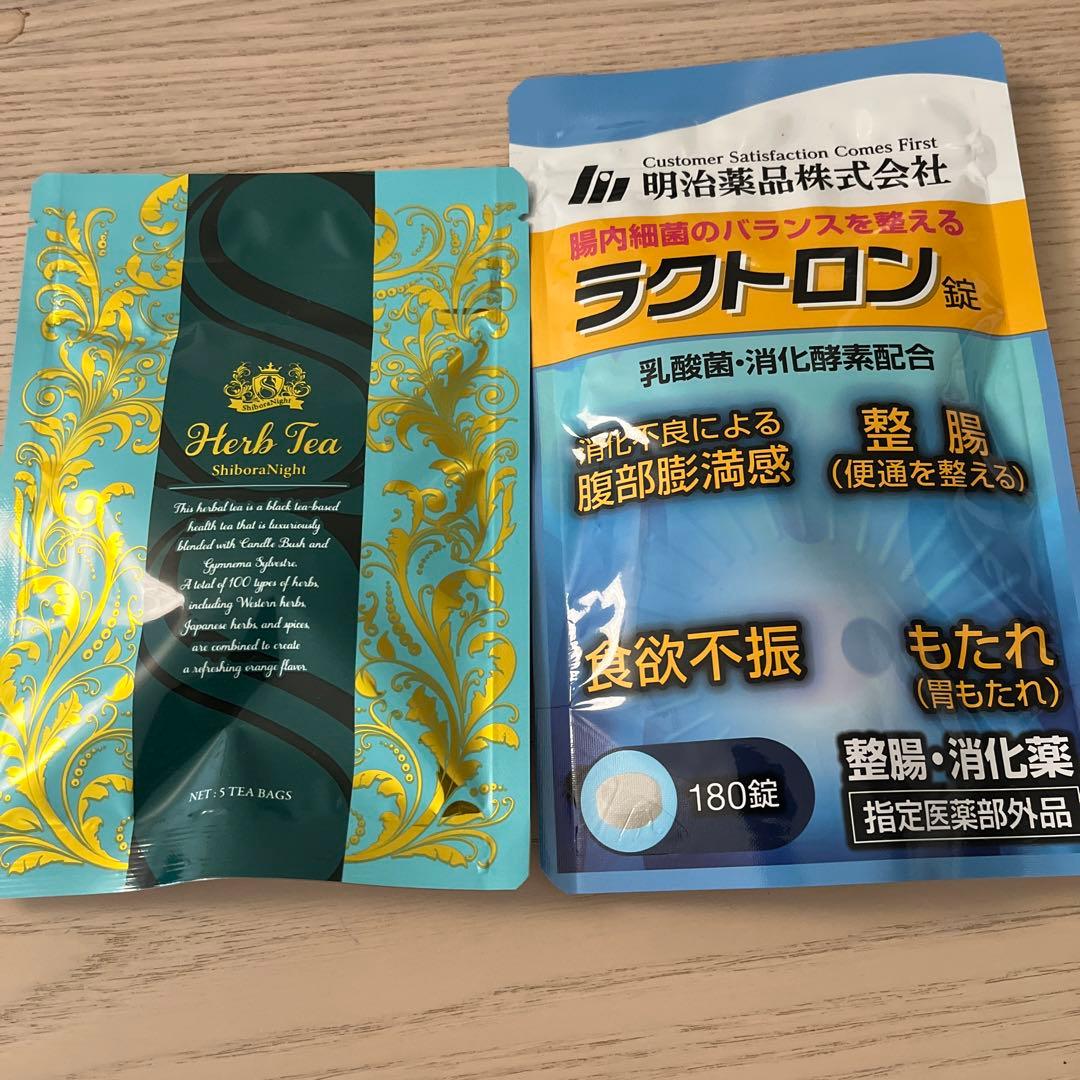 ShiboraNight
Herb Tea
ShiboraNight
This herbal tea is a black tea-based
health tea that is luxuriously
blended with Candle Bush and
Gymnema Sylvestre.
A total of 100 types of herbs,
including Western herbs,
Japanese herbs, and spices,
are combined to create
a refreshing orange flavor.
NET : 5 TEA BAGS
Customer Satisfaction Comes First
明治薬品株式会社
腸内細菌のバランスを整える
ラクトロン錠
乳酸菌・消化酵素配合
消化不良による
腹部膨満感
整腸
(便通を整える)
食欲不振
もたれ
(胃もたれ)
180錠
整腸・消化薬
指定医薬部外品